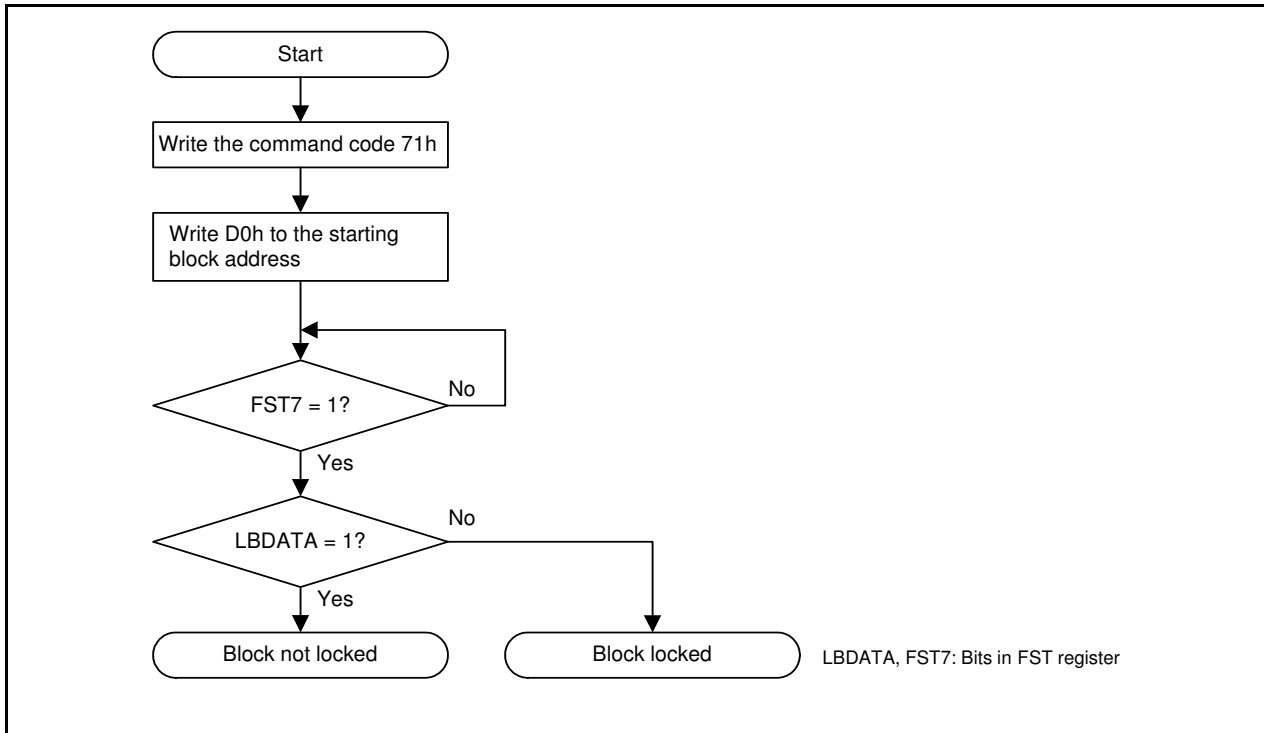 Start
Write the command code 71h
Write D0h to the starting
block address
FST7 = 1?
No
Yes
LBDATA = 1?
No
Yes
Block not locked
Block locked
LBDATA, FST7: Bits in FST register